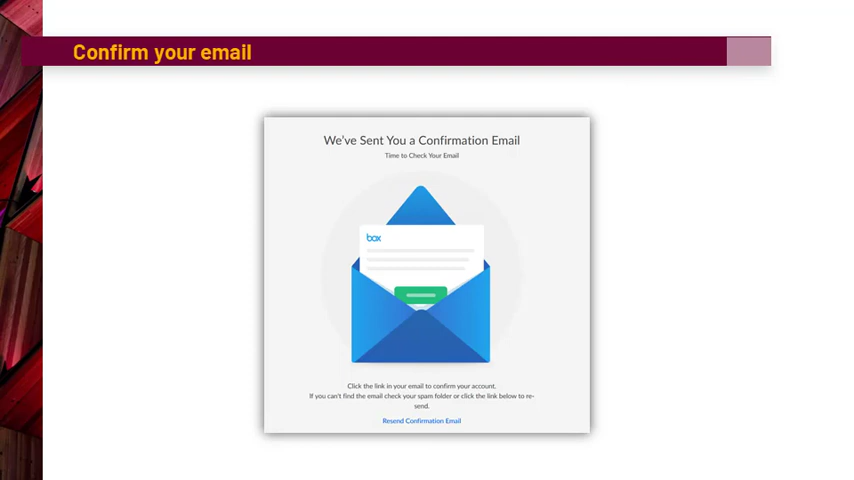 Confirm your email
We've Sent You a Confirmation Email
Time to Check Your Email
box
Click the link in your email to confirm your account.
If you can't find the email check your spam folder or click the link below to re-
send.
Resend Confirmation Email